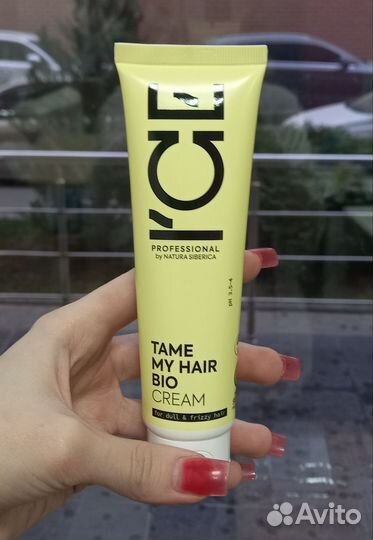 I'CE
PROFESSIONAL
by NATURA SIBERICA
pH 3.5-4
TAME
MY HAIR
BIO
CREAM
for dull & frizzy hair
Avito